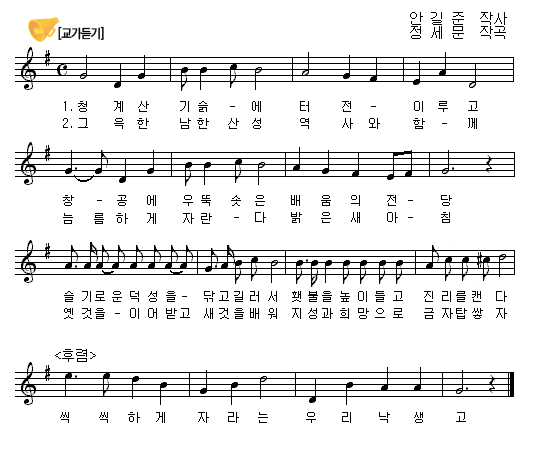 안 길 준 작사
[교가듣기]
정 세 문 작곡
1. 청 계 산 기 슭 - 에 터 전 - 이 루 고
2. 그 윽 한 남 한 산 성 역 사 와 함 - 께
창 - 공 에 우 뚝 솟 은 배 움 의 전 - 당
늠 름 하 게 자 란 - 다 밝 은 새 아 - 침
슬 기 로 운 덕 성 을 - 닦 고 길 러 서 횃 불 을 높 이 들 고 진 리 를 캔 다
옛 것 을 - 이 어 받 고 새 것 을 배 워 지 성 과 희 망 으 로 금 자 탑 쌓 자
<후렴>
씩 씩 하 게 자 라 는 우 리 낙 생 고